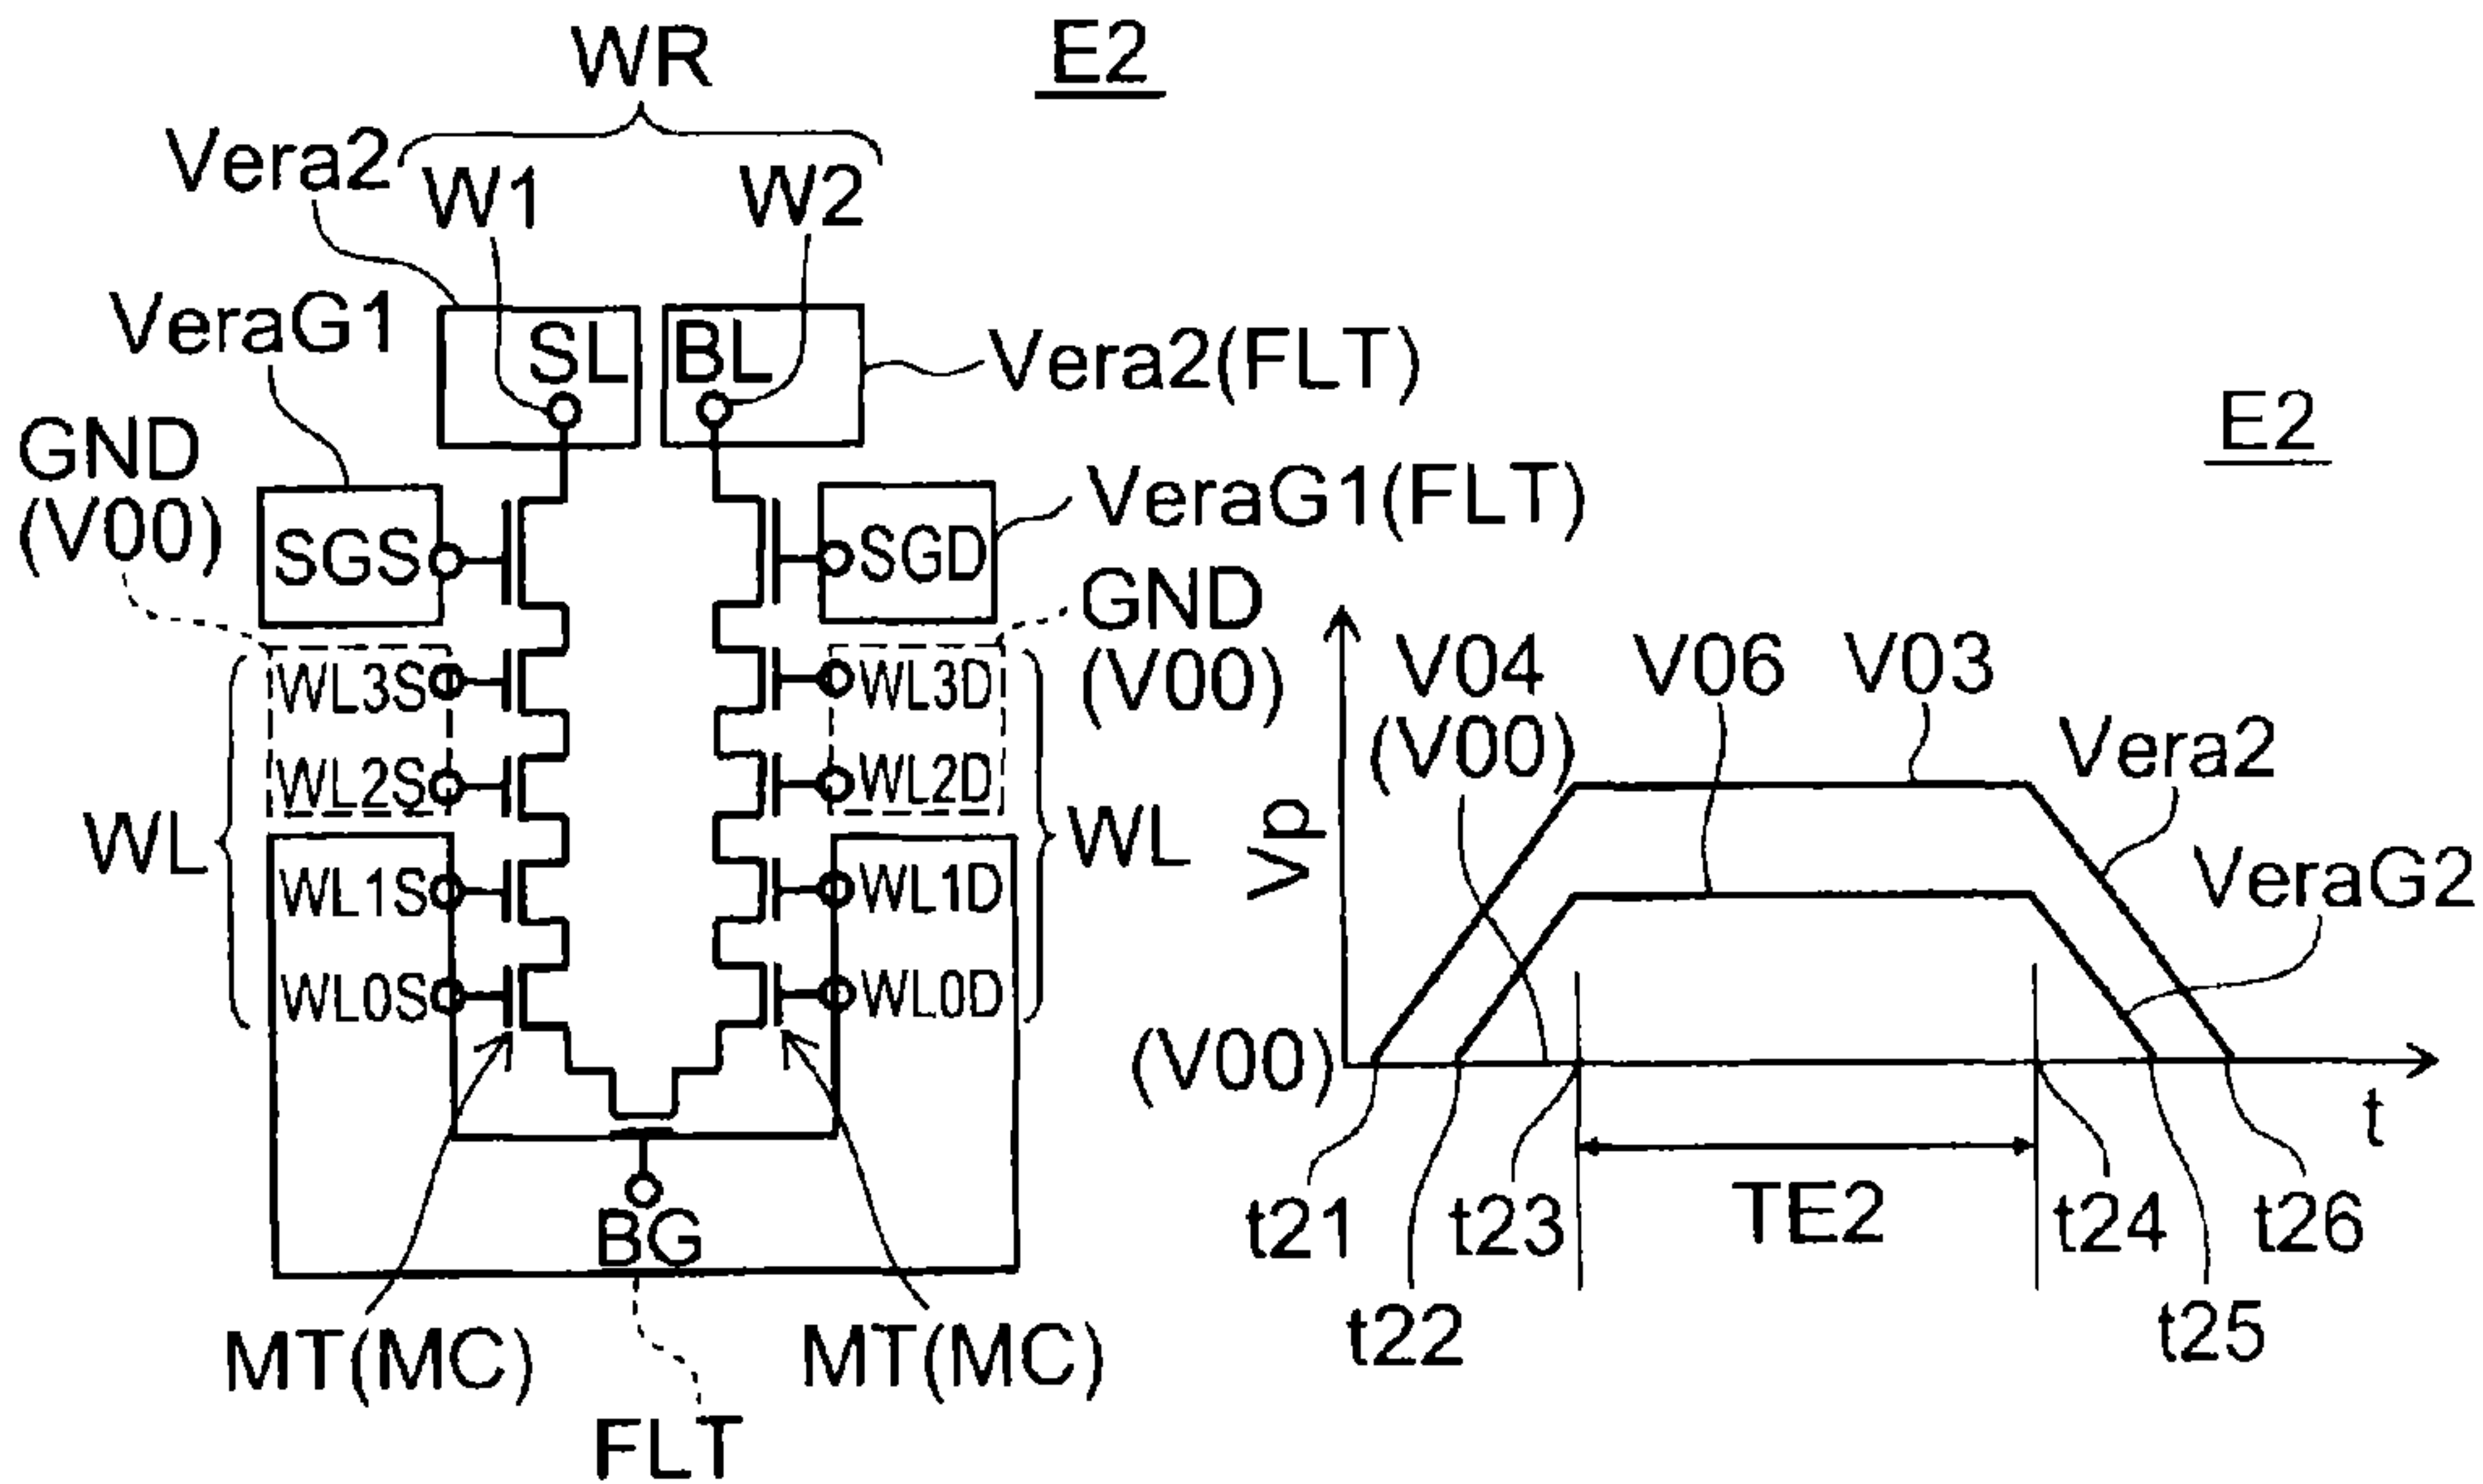 WR
E2
Vera2
W1
W2
VeraG1
SL
BL
Vera2(FLT)
GND
(V00)
SGS
SGD
VeraG1(FLT)
GND
(V00)
WL3S
WL3D
WL2S
WL2D
WL
WL
WL1S
WL1D
WL0S
WL0D
BG
MT(MC)
MT(MC)
FLT
E2
V04
(V00)
V06
V03
Vera2
Vp
VeraG2
(V00)
t
t21
t23
TE2
t24
t26
t22
t25